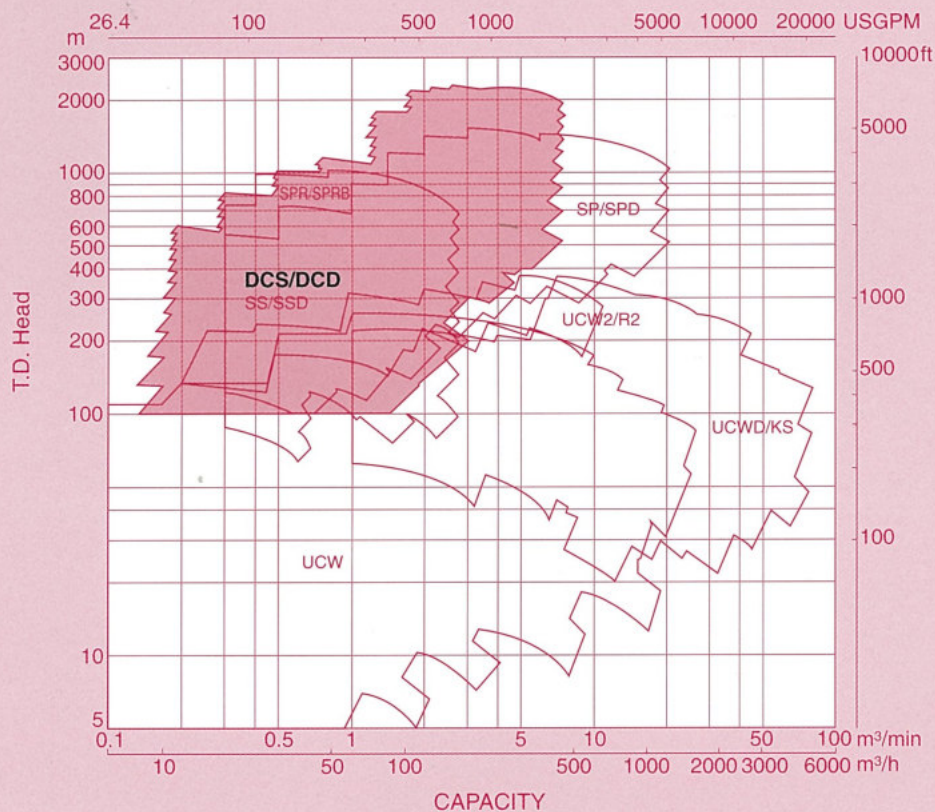 26.4 100 500 1000 5000 10000 20000 USGPM
m
3000 10000ft
2000
5000
1000
800 SPR/SPRB
600 SP/SPD
500
400 DCS/DCD
300 SS/SSD 1000
UCW2/R2
200
500
100
UCWD/KS
100
UCW
10
5
T.D. Head
0.1 0.5 1 5 10 50 100 m³/min
10 50 100 500 1000 2000 3000 6000 m³/h
CAPACITY